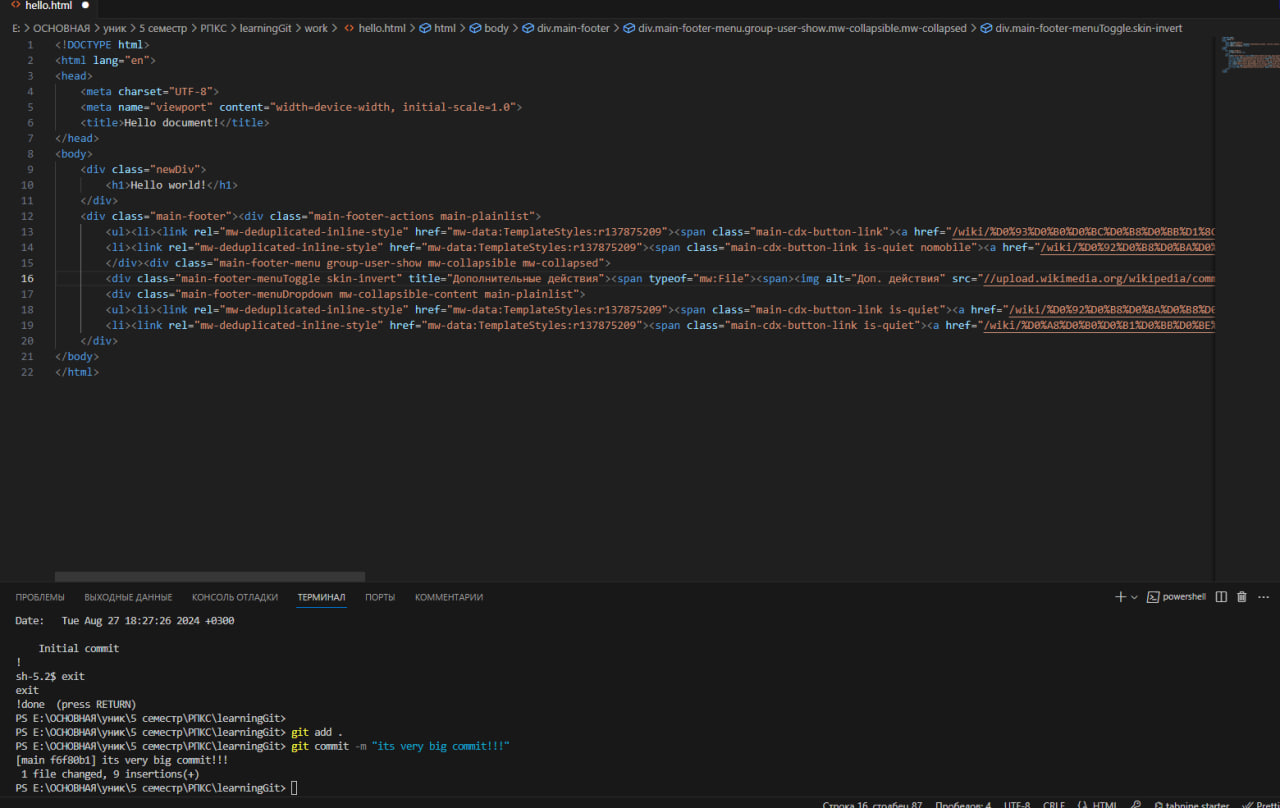 hello.html
E: > ОСНОВНАЯ > уник > 5 семестр > РПКС > learningGit > work > hello.html > html > body > div.main-footer > div.main-footer-menu.group-user-show.mw-collapsible.mw-collapsed > div.main-footer-menuToggle.skin-invert
1 <!DOCTYPE html>
2 <html lang="en">
3 <head>
4 <meta charset="UTF-8">
5 <meta name="viewport" content="width=device-width, initial-scale=1.0">
6 <title>Hello document!</title>
7 </head>
8 <body>
9 <div class="newDiv">
10 <h1>Hello world!</h1>
11 </div>
12 <div class="main-footer"><div class="main-footer-actions main-plainlist">
13 <ul><li><link rel="mw-deduplicated-inline-style" href="mw-data:TemplateStyles:r137875209"><span class="main-cdx-button-link"><a href="/wiki/%D0%93%D0%B0%D0%BC%D0%B8%D0%BB%D1%8C
14 <li><link rel="mw-deduplicated-inline-style" href="mw-data:TemplateStyles:r137875209"><span class="main-cdx-button-link is-quiet nomobile"><a href="/wiki/%D0%92%D0%B8%D0%BA%D0%
15 </div><div class="main-footer-menu group-user-show mw-collapsible mw-collapsed">
16 <div class="main-footer-menuToggle skin-invert" title="Дополнительные действия"><span typeof="mw:File"><span><img alt="Доп. действия" src="//upload.wikimedia.org/wikipedia/comm
17 <div class="main-footer-menuDropdown mw-collapsible-content main-plainlist">
18 <ul><li><link rel="mw-deduplicated-inline-style" href="mw-data:TemplateStyles:r137875209"><span class="main-cdx-button-link is-quiet"><a href="/wiki/%D0%92%D0%B8%D0%BA%D0%B8%D0
19 <li><link rel="mw-deduplicated-inline-style" href="mw-data:TemplateStyles:r137875209"><span class="main-cdx-button-link is-quiet"><a href="/wiki/%D0%A8%D0%B0%D0%B1%D0%BB%D0%BE%
20 </div>
21 </body>
22 </html>
ПРОБЛЕМЫ ВЫХОДНЫЕ ДАННЫЕ КОНСОЛЬ ОТЛАДКИ ТЕРМИНАЛ ПОРТЫ КОММЕНТАРИИ powershell
Date: Tue Aug 27 18:27:26 2024 +0300
Initial commit
!
sh-5.2$ exit
exit
!done (press RETURN)
PS E:\ОСНОВНАЯ\уник\5 семестр\РПКС\learningGit>
PS E:\ОСНОВНАЯ\уник\5 семестр\РПКС\learningGit> git add .
PS E:\ОСНОВНАЯ\уник\5 семестр\РПКС\learningGit> git commit -m "its very big commit!!!"
[main f6f80b1] its very big commit!!!
1 file changed, 9 insertions(+)
PS E:\ОСНОВНАЯ\уник\5 семестр\РПКС\learningGit>
Строка 16, столбец 87 Пробелов: 4 UTF-8 CRLF HTML tabnine starter